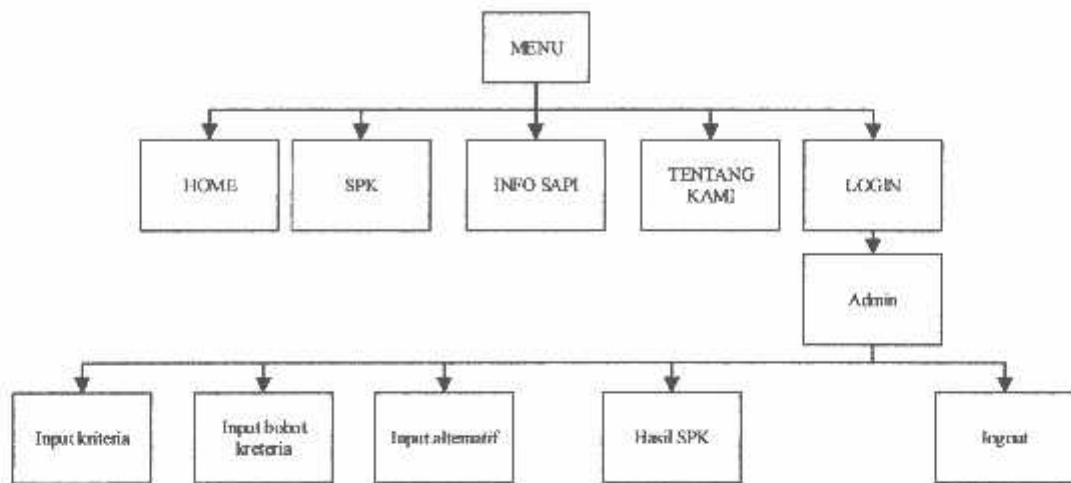 MENU
HOME
SPK
INFO SAPI
TENTANG
KAMI
LOGIN
Admin
Input kriteria
Input bobot
kreteria
Input alternatif
Hasil SPK
logout